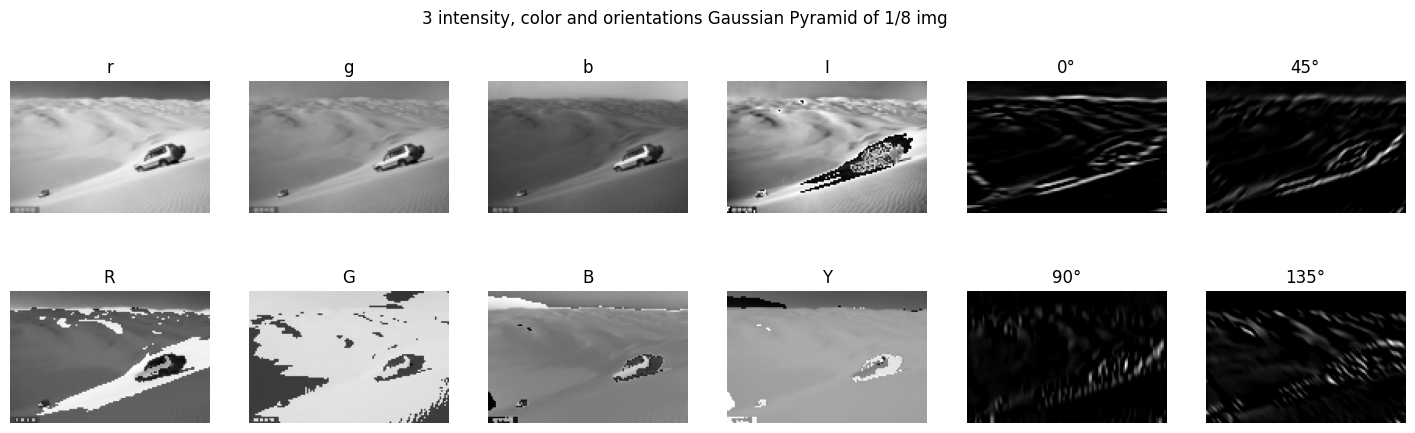 3 intensity, color and orientations Gaussian Pyramid of 1/8 img
r g b I 0° 45°
R G B Y 90° 135°